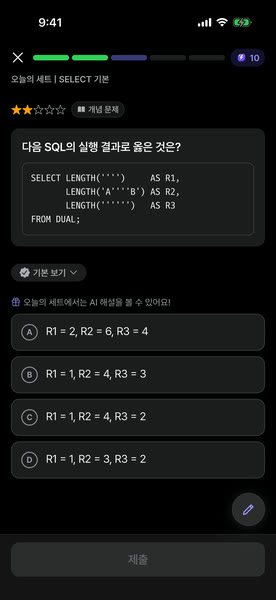 9:41
10
오늘의 세트 | SELECT 기본
개념 문제
다음 SQL의 실행 결과로 옳은 것은?
SELECT LENGTH('''')     AS R1,
       LENGTH('A''''B') AS R2,
       LENGTH('''''')   AS R3
FROM DUAL;
기본 보기
오늘의 세트에서는 AI 해설을 볼 수 있어요!
A R1 = 2, R2 = 6, R3 = 4
B R1 = 1, R2 = 4, R3 = 3
C R1 = 1, R2 = 4, R3 = 2
D R1 = 1, R2 = 3, R3 = 2
제출